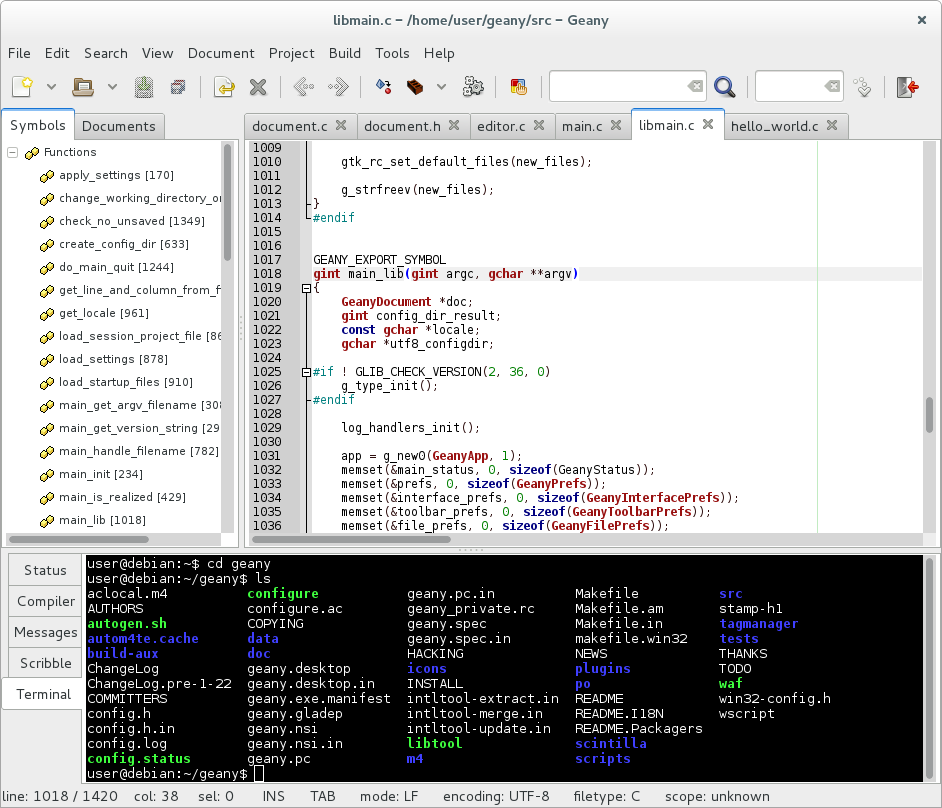 libmain.c – /home/user/geany/src – Geany
File Edit Search View Document Project Build Tools Help
Symbols Documents
document.c document.h editor.c main.c libmain.c hello_world.c
Functions
apply_settings [170]
change_working_directory_o
check_no_unsaved [1349]
create_config_dir [633]
do_main_quit [1244]
get_line_and_column_from_f
get_locale [961]
load_session_project_file [86
load_settings [878]
load_startup_files [910]
main_get_argv_filename [308
main_get_version_string [29
main_handle_filename [782]
main_init [234]
main_is_realized [429]
main_lib [1018]
1009
1010 gtk_rc_set_default_files(new_files);
1011
1012 g_strfreev(new_files);
1013 }
1014 #endif
1015
1016
1017 GEANY_EXPORT_SYMBOL
1018 gint main_lib(gint argc, gchar **argv)
1019 {
1020 GeanyDocument *doc;
1021 gint config_dir_result;
1022 const gchar *locale;
1023 gchar *utf8_configdir;
1024
1025 #if ! GLIB_CHECK_VERSION(2, 36, 0)
1026 g_type_init();
1027 #endif
1028
1029 log_handlers_init();
1030
1031 app = g_new0(GeanyApp, 1);
1032 memset(&main_status, 0, sizeof(GeanyStatus));
1033 memset(&prefs, 0, sizeof(GeanyPrefs));
1034 memset(&interface_prefs, 0, sizeof(GeanyInterfacePrefs));
1035 memset(&toolbar_prefs, 0, sizeof(GeanyToolbarPrefs));
1036 memset(&file_prefs, 0, sizeof(GeanyFilePrefs));
Status
Compiler
Messages
Scribble
Terminal
user@debian:~$ cd geany
user@debian:~/geany$ ls
aclocal.m4 configure geany.pc.in Makefile src
AUTHORS configure.ac geany_private.rc Makefile.am stamp-h1
autogen.sh COPYING geany.spec Makefile.in tagmanager
autom4te.cache data geany.spec.in makefile.win32 tests
build-aux doc HACKING NEWS THANKS
ChangeLog geany.desktop icons plugins TODO
ChangeLog.pre-1-22 geany.desktop.in INSTALL po waf
COMMITTERS geany.exe.manifest intltool-extract.in README win32-config.h
config.h geany.gladep intltool-merge.in README.I18N wscript
config.h.in geany.nsi intltool-update.in README.Packagers
config.log geany.nsi.in libtool scintilla
config.status geany.pc m4 scripts
user@debian:~/geany$
line: 1018 / 1420 col: 38 sel: 0 INS TAB mode: LF encoding: UTF-8 filetype: C scope: unknown